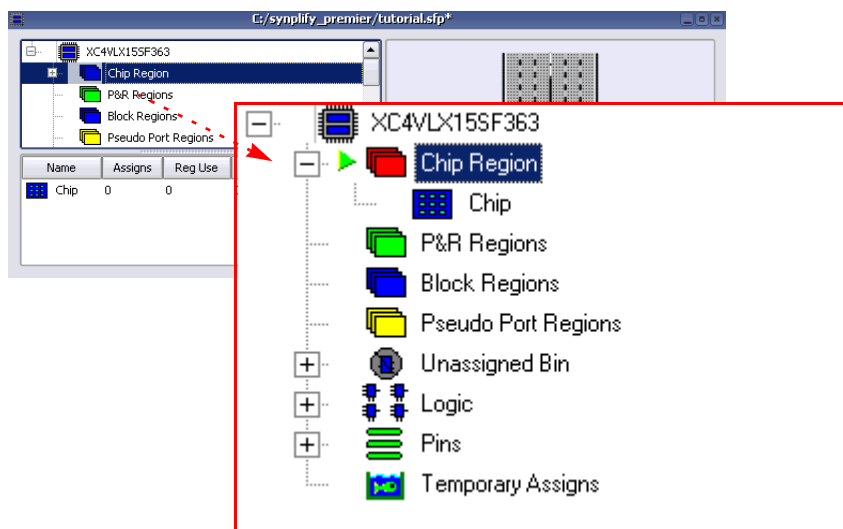 C:/synplify_premier/tutorial.sfp*
XC4VLX15SF363
Chip Region
P&R Regions
Block Regions
Pseudo Port Regions
Name Assigns Reg Use
Chip 0 0
XC4VLX15SF363
Chip Region
Chip
P&R Regions
Block Regions
Pseudo Port Regions
Unassigned Bin
Logic
Pins
Temporary Assigns